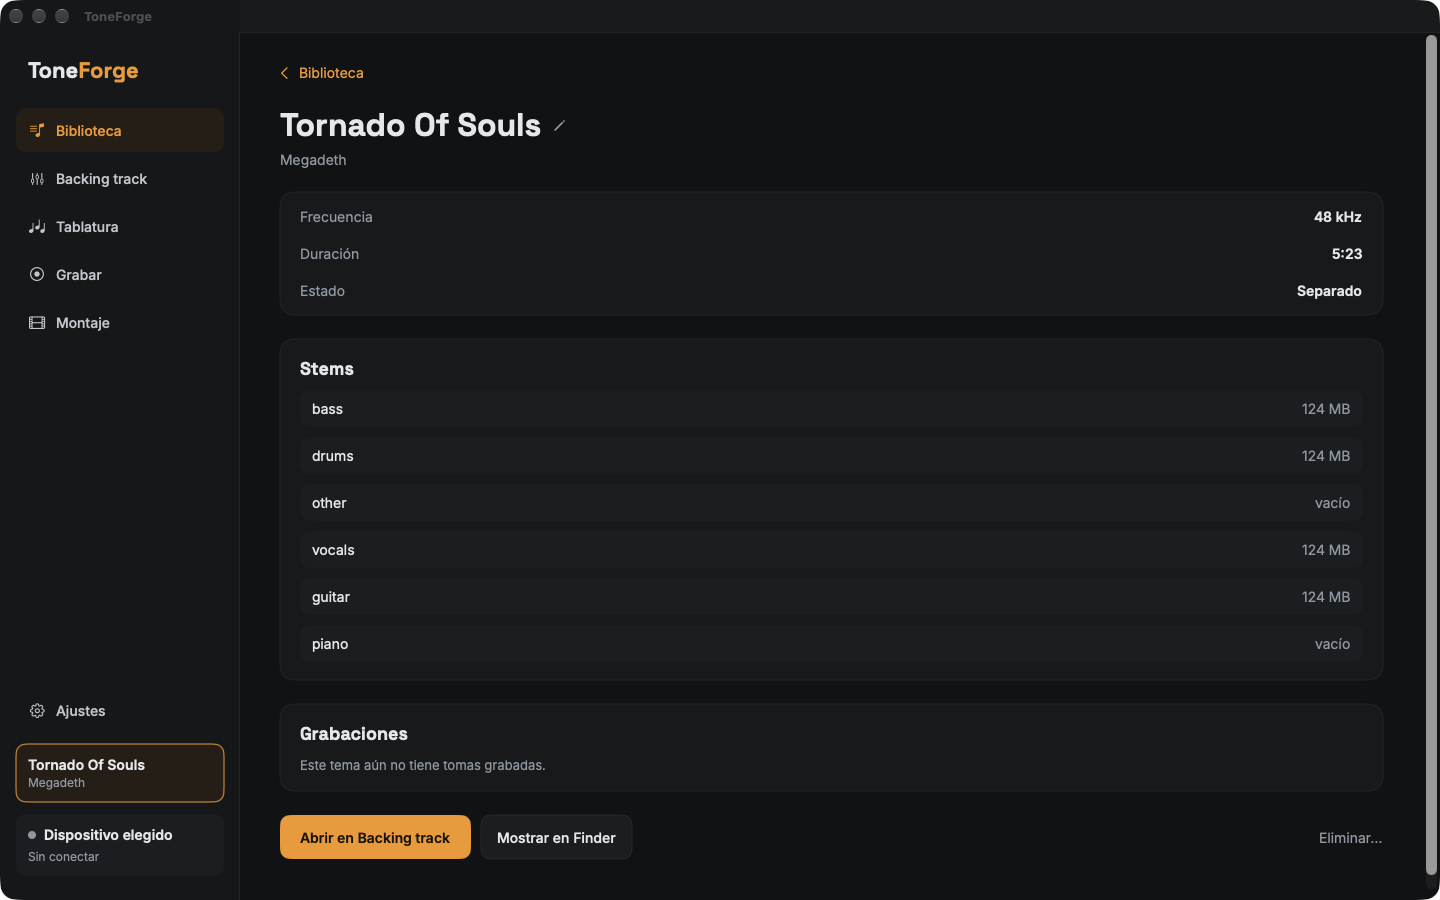 ToneForge
ToneForge
Biblioteca
Backing track
Tablatura
Grabar
Montaje
Ajustes
Tornado Of Souls
Megadeth
Dispositivo elegido
Sin conectar
Biblioteca
Tornado Of Souls
Megadeth
Frecuencia 48 kHz
Duración 5:23
Estado Separado
Stems
bass 124 MB
drums 124 MB
other vacío
vocals 124 MB
guitar 124 MB
piano vacío
Grabaciones
Este tema aún no tiene tomas grabadas.
Abrir en Backing track Mostrar en Finder Eliminar...